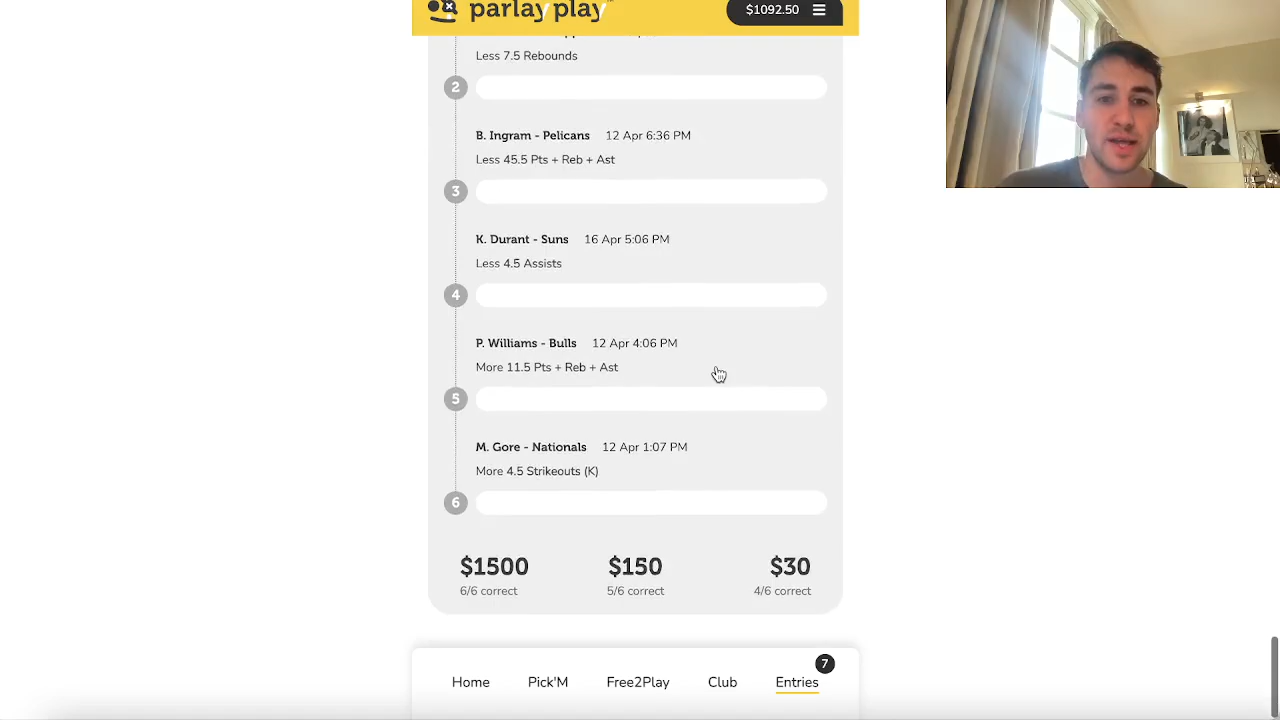 parlay play™
$1092.50
Less 7.5 Rebounds
2
B. Ingram - Pelicans 12 Apr 6:36 PM
Less 45.5 Pts + Reb + Ast
3
K. Durant - Suns 16 Apr 5:06 PM
Less 4.5 Assists
4
P. Williams - Bulls 12 Apr 4:06 PM
More 11.5 Pts + Reb + Ast
5
M. Gore - Nationals 12 Apr 1:07 PM
More 4.5 Strikeouts (K)
6
$1500 $150 $30
6/6 correct 5/6 correct 4/6 correct
7
Home Pick'M Free2Play Club Entries